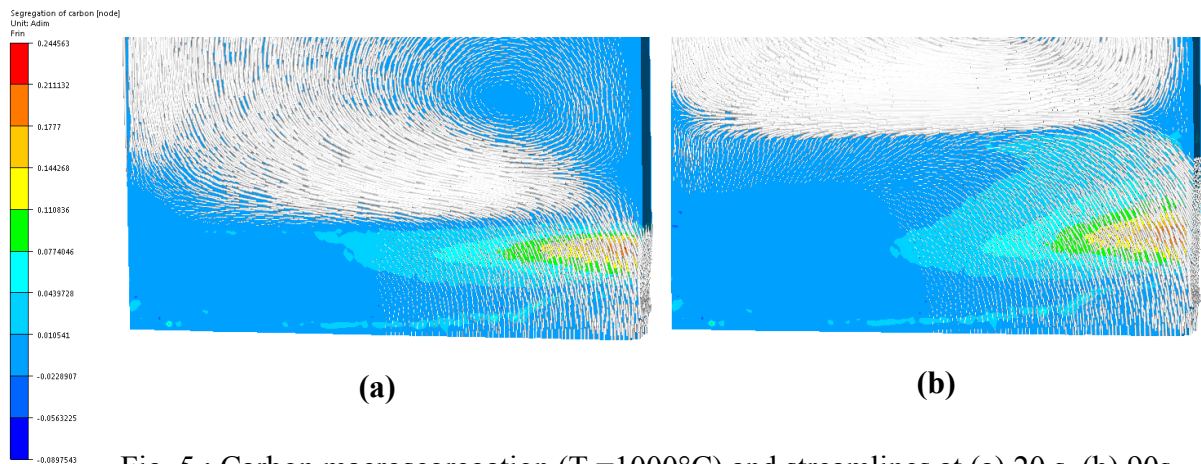 Segregation of carbon [node]
Unit: Adim
Frin
0.244563
0.211132
0.1777
0.144268
0.110836
0.0774046
0.0439728
0.010541
-0.0228907
-0.0563225
-0.0897543
(a)
(b)
Fig. 5 : Carbon macrosegregation (T =1000°C) and streamlines at (a) 20 s, (b) 90s